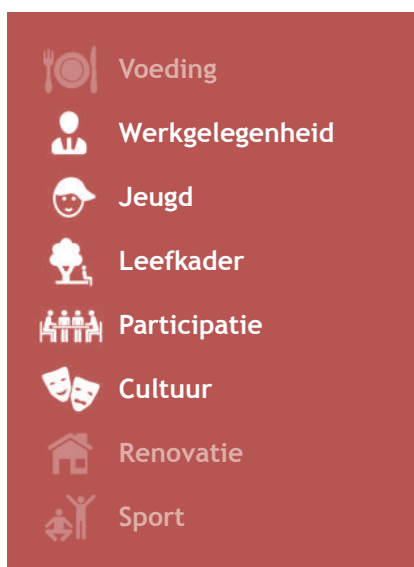 Voeding
Werkgelegenheid
Jeugd
Leefkader
Participatie
Cultuur
Renovatie
Sport